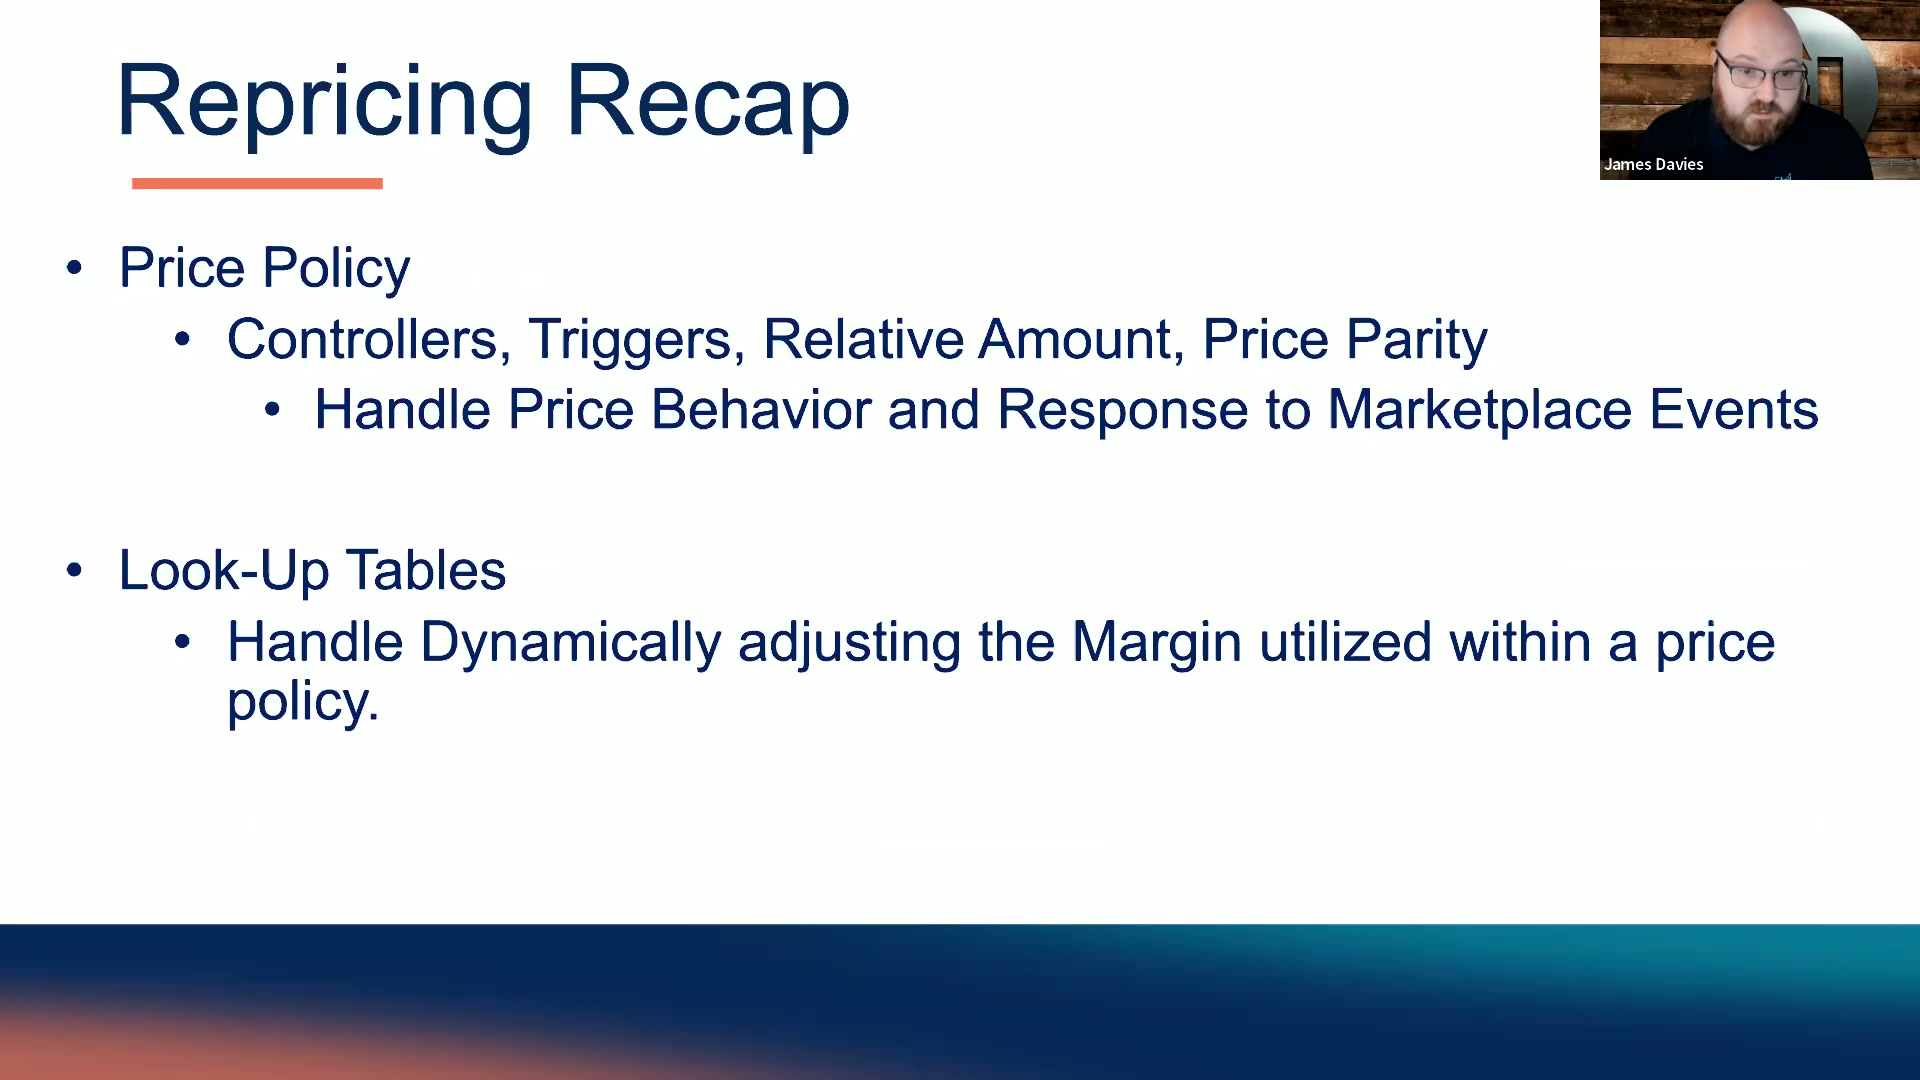 Repricing Recap
James Davies
• Price Policy
• Controllers, Triggers, Relative Amount, Price Parity
• Handle Price Behavior and Response to Marketplace Events
• Look-Up Tables
• Handle Dynamically adjusting the Margin utilized within a price
policy.